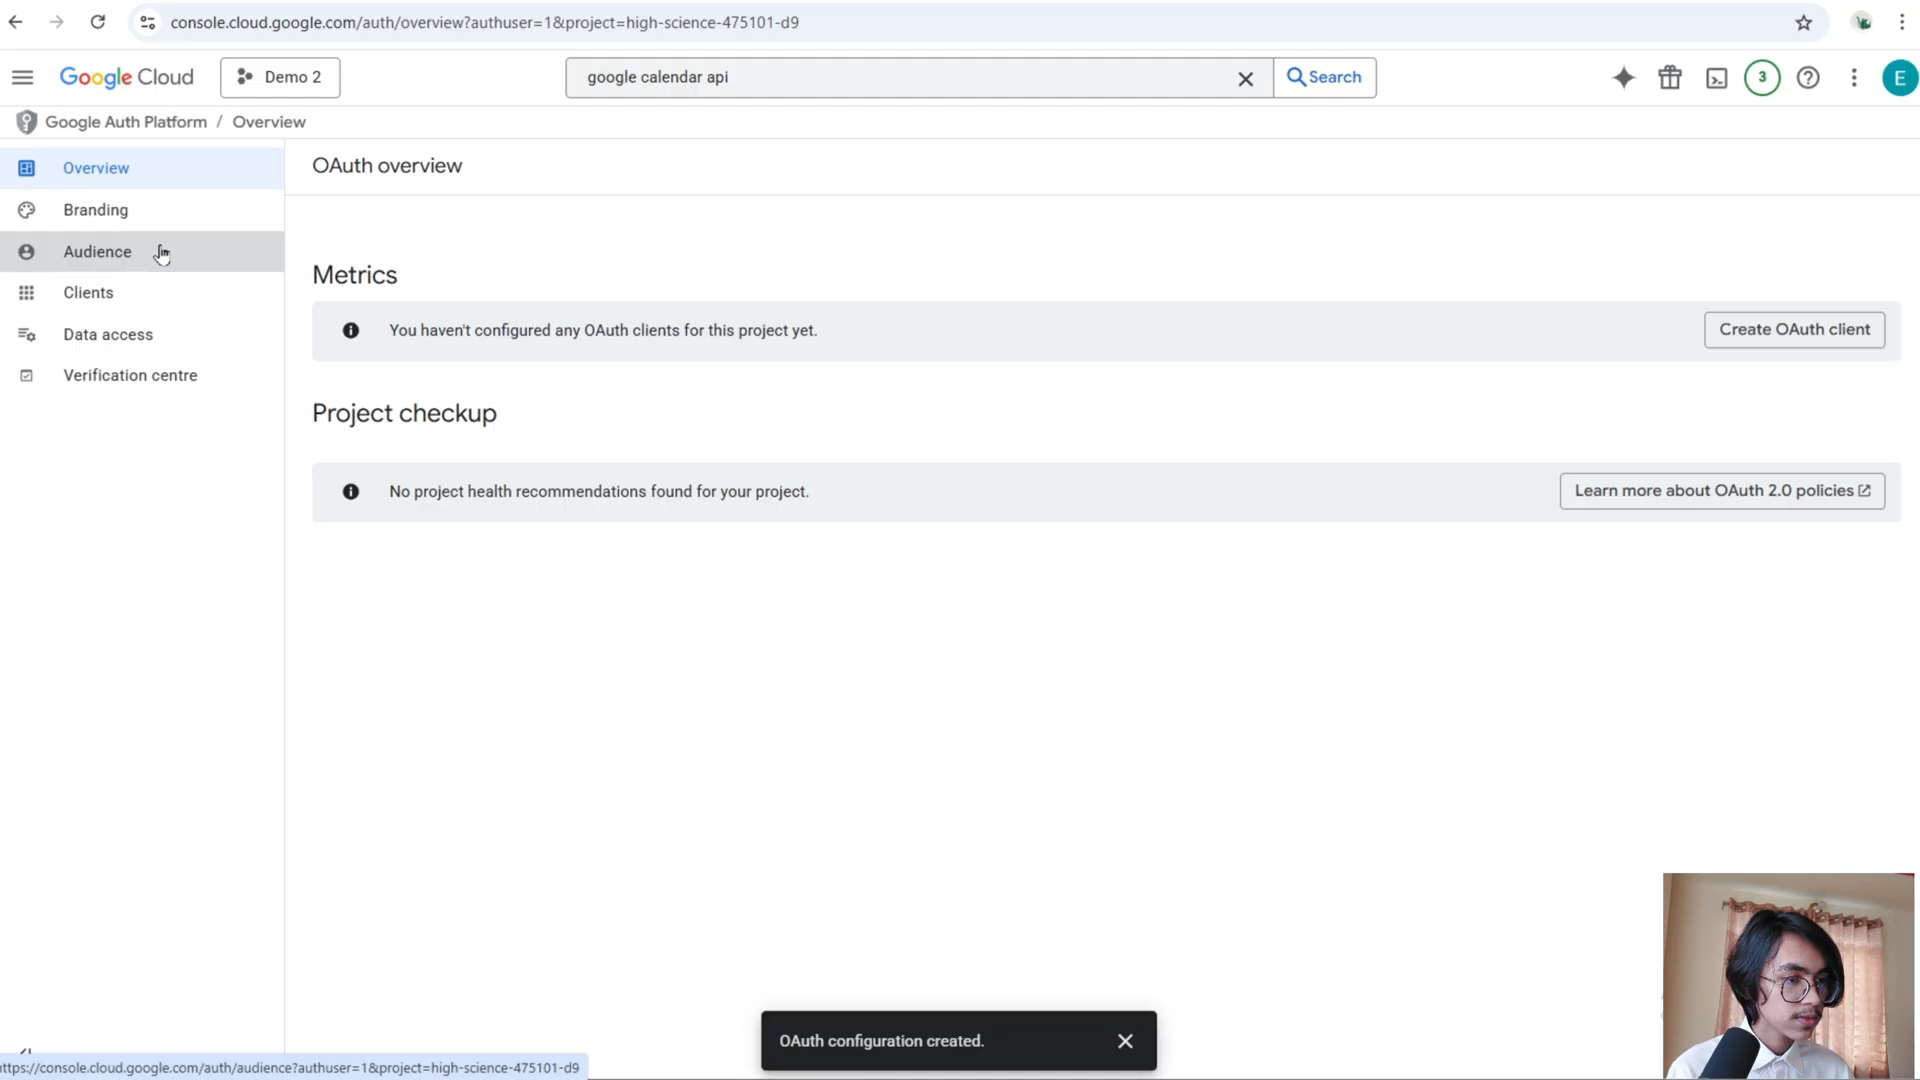 console.cloud.google.com/auth/overview?authuser=1&project=high-science-475101-d9
Google Cloud
Demo 2
google calendar api
Search
3
E
Google Auth Platform / Overview
Overview
Branding
Audience
Clients
Data access
Verification centre
OAuth overview
Metrics
You haven't configured any OAuth clients for this project yet.
Create OAuth client
Project checkup
No project health recommendations found for your project.
Learn more about OAuth 2.0 policies
OAuth configuration created.
ttps://console.cloud.google.com/auth/audience?authuser=1&project=high-science-475101-d9